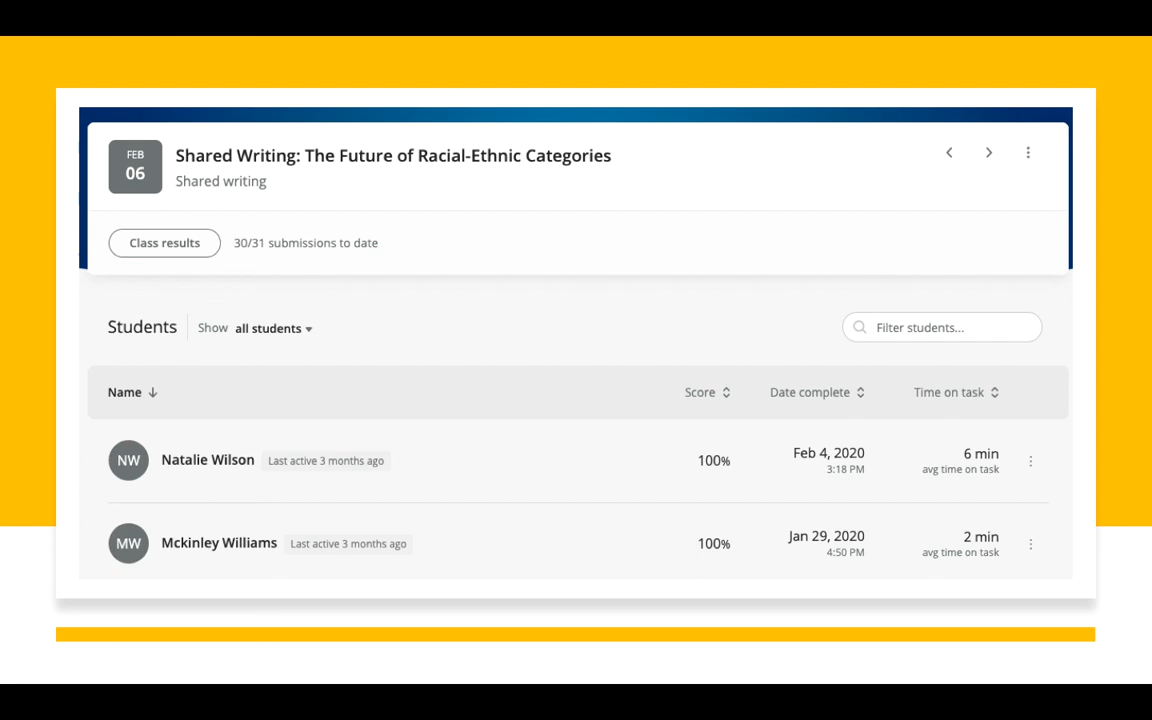 FEB
06
Shared Writing: The Future of Racial-Ethnic Categories
Shared writing
Class results
30/31 submissions to date
Students
Show all students
Filter students...
Name
Score
Date complete
Time on task
NW
Natalie Wilson
Last active 3 months ago
100%
Feb 4, 2020
3:18 PM
6 min
avg time on task
MW
Mckinley Williams
Last active 3 months ago
100%
Jan 29, 2020
4:50 PM
2 min
avg time on task